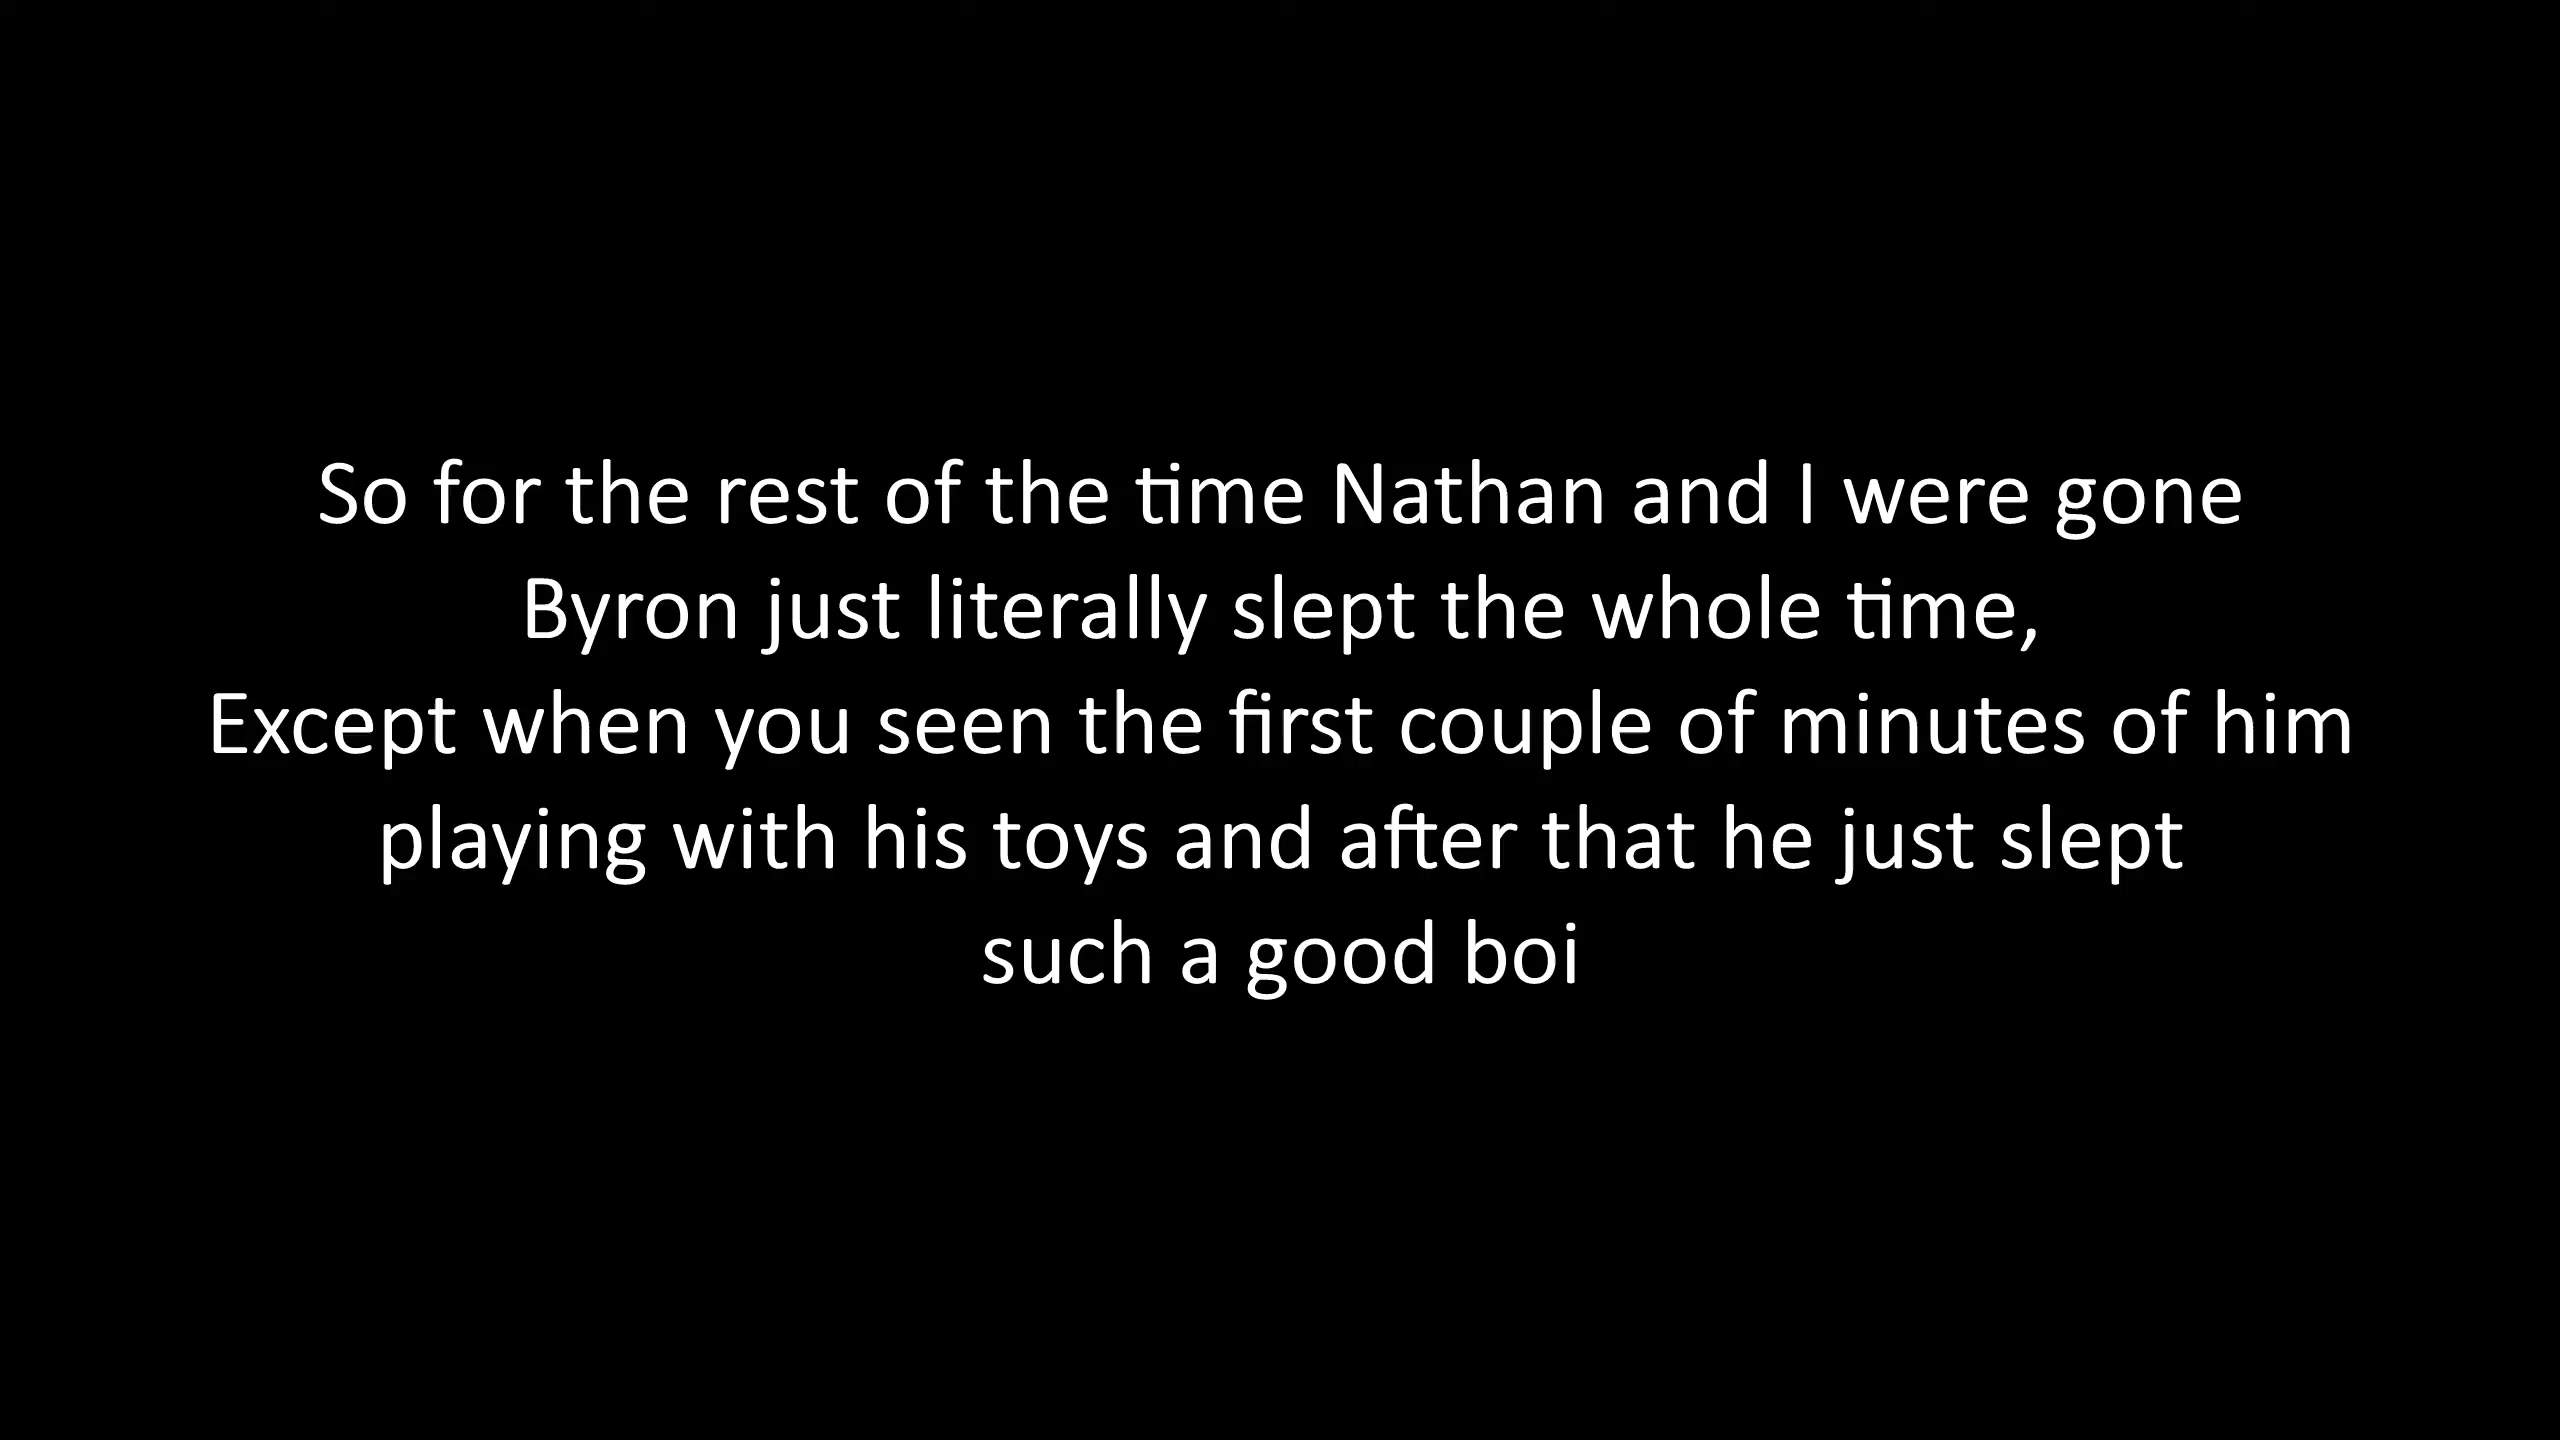 So for the rest of the time Nathan and I were gone
Byron just literally slept the whole time,
Except when you seen the first couple of minutes of him
playing with his toys and after that he just slept
such a good boi